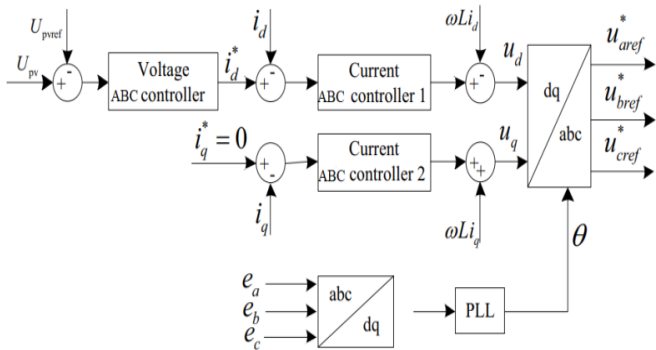 U_pvref
i_d
ωLi_d
U_pv
+ -
Voltage
ABC controller
i_d^*
+ -
Current
ABC controller 1
+ -
u_d
dq
abc
u_aref^*
u_bref^*
u_cref^*
i_q^* = 0
+ -
Current
ABC controller 2
+ +
u_q
i_q
ωLi_q
θ
e_a
e_b
e_c
abc
dq
PLL